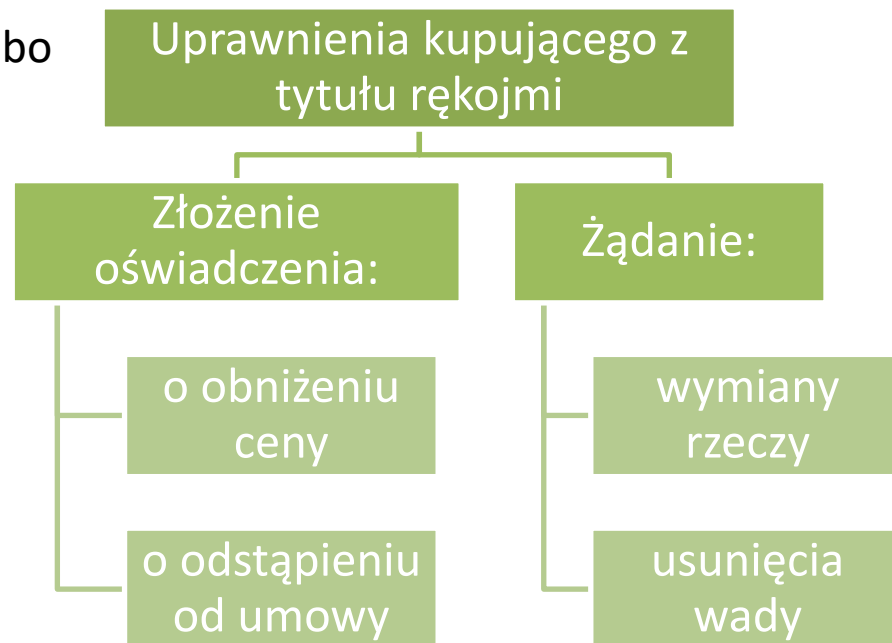 bo
Uprawnienia kupującego z
tytułu rękojmi
Złożenie
oświadczenia:
o obniżeniu
ceny
o odstąpieniu
od umowy
Żądanie:
wymiany
rzeczy
usunięcia
wady